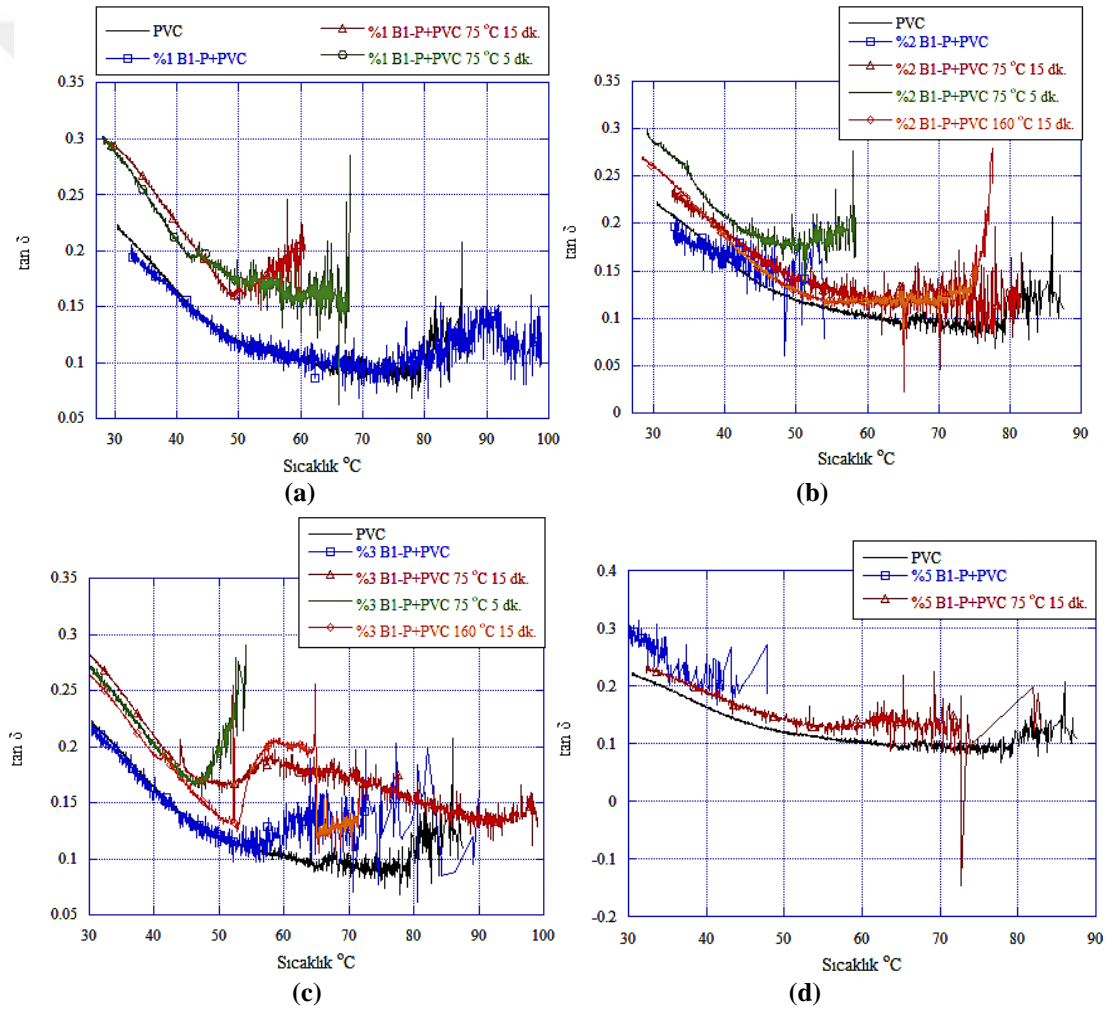 PVC
%1 B1-P+PVC
%1 B1-P+PVC 75 °C 15 dk.
%1 B1-P+PVC 75 °C 5 dk.
0.35
0.3
0.25
0.2
0.15
0.1
0.05
tan δ
30 40 50 60 70 80 90 100
Sıcaklık °C
(a)
PVC
%2 B1-P+PVC
%2 B1-P+PVC 75 °C 15 dk.
%2 B1-P+PVC 75 °C 5 dk.
%2 B1-P+PVC 160 °C 15 dk.
0.35
0.3
0.25
0.2
0.15
0.1
0.05
0
tan δ
30 40 50 60 70 80 90
Sıcaklık °C
(b)
PVC
%3 B1-P+PVC
%3 B1-P+PVC 75 °C 15 dk.
%3 B1-P+PVC 75 °C 5 dk.
%3 B1-P+PVC 160 °C 15 dk.
0.35
0.3
0.25
0.2
0.15
0.1
0.05
tan δ
30 40 50 60 70 80 90 100
Sıcaklık °C
(c)
PVC
%5 B1-P+PVC
%5 B1-P+PVC 75 °C 15 dk.
0.4
0.3
0.2
0.1
0
-0.1
-0.2
tan δ
30 40 50 60 70 80 90
Sıcaklık °C
(d)